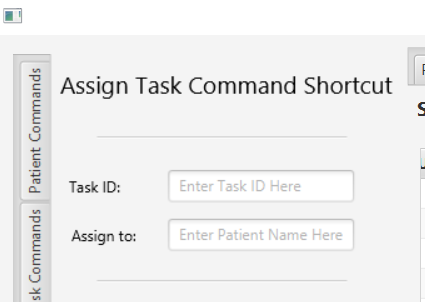 Assign Task Command Shortcut
Patient Commands
Task ID:
Enter Task ID Here
Assign to:
Enter Patient Name Here
Commands